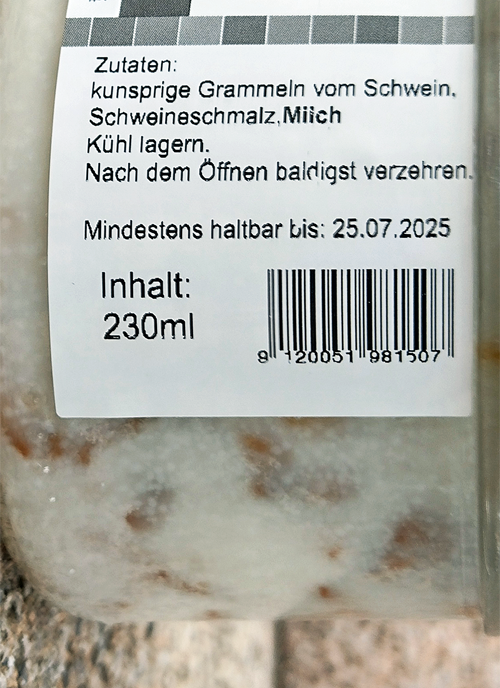 Zutaten:
kunsprige Grammeln vom Schwein,
Schweineschmalz,Milch
Kühl lagern.
Nach dem Öffnen baldigst verzehren.
Mindestens haltbar bis: 25.07.2025
Inhalt:
230ml
9 120051 981507